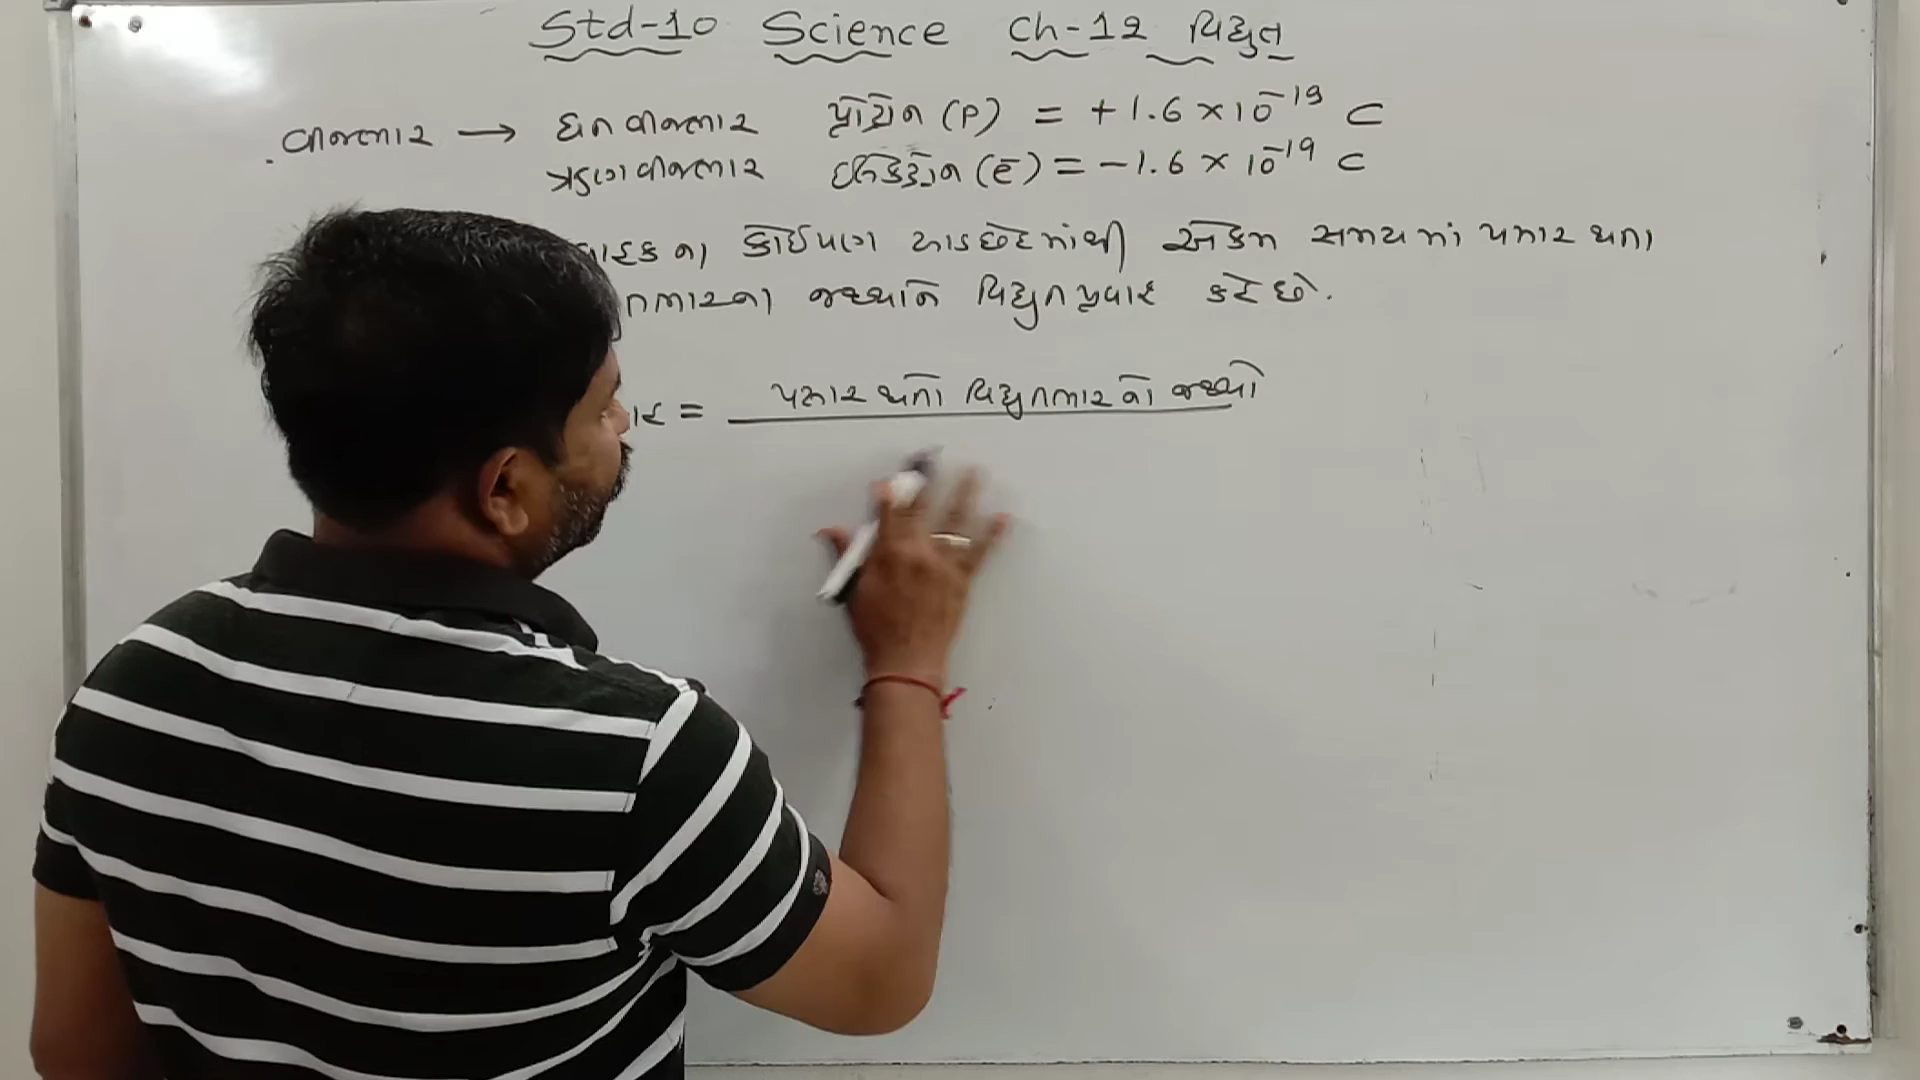 Std-10 Science Ch-12 વિદ્યુત
વીજભાર → ધન વીજભાર પ્રોટોન (P) = + 1.6 × 10⁻¹⁹ C
ઋણ વીજભાર ઈલેક્ટ્રોન (e⁻) = - 1.6 × 10⁻¹⁹ C
કોઈપણ આડછેદમાંથી એકમ સમયમાં પસાર થતા
જથ્થાને વિદ્યુતપ્રવાહ કહે છે.
= પસાર થતો વિદ્યુતભારનો જથ્થો